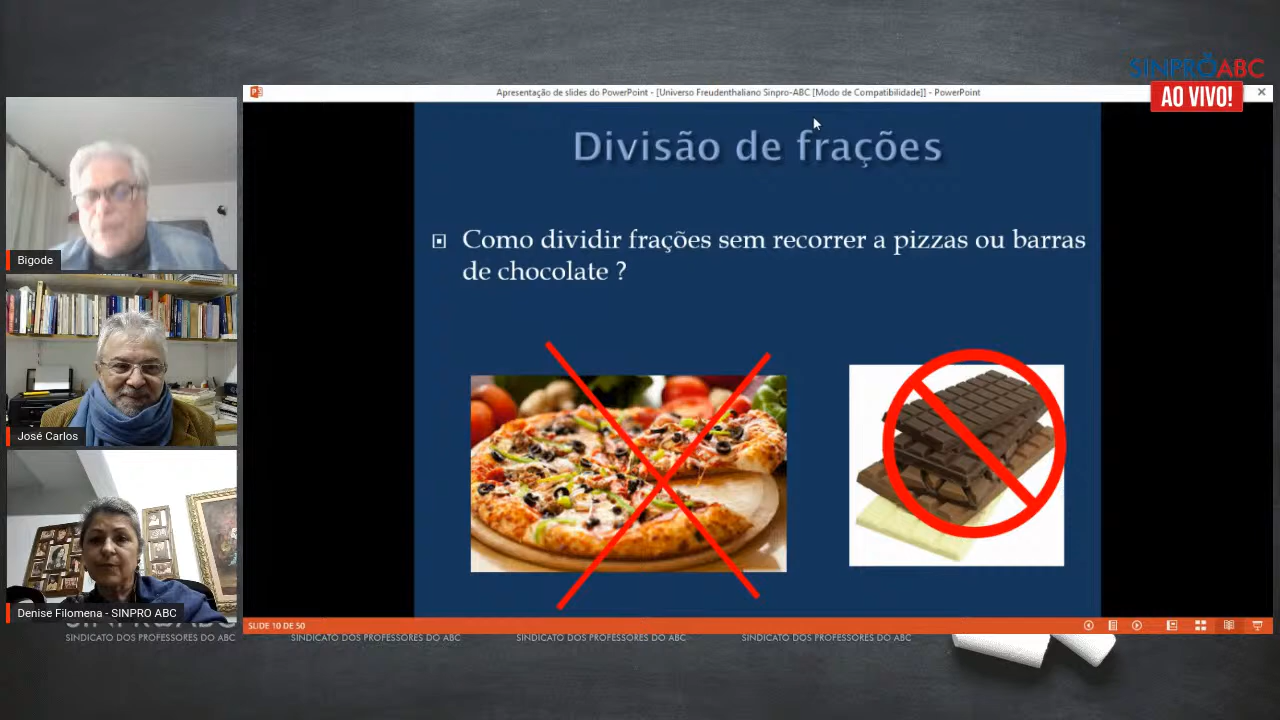 SINPRO ABC
AO VIVO!
Apresentação de slides do PowerPoint - [Universo Freudenthaliano Sinpro-ABC [Modo de Compatibilidade]] - PowerPoint
Divisão de frações
Como dividir frações sem recorrer a pizzas ou barras
de chocolate ?
Bigode
José Carlos
Denise Filomena - SINPRO ABC
SLIDE 10 DE 50
SINPRO ABC
SINDICATO DOS PROFESSORES DO ABC
SINDICATO DOS PROFESSORES DO ABC
SINDICATO DOS PROFESSORES DO ABC
SINDICATO DOS PROFESSORES DO ABC